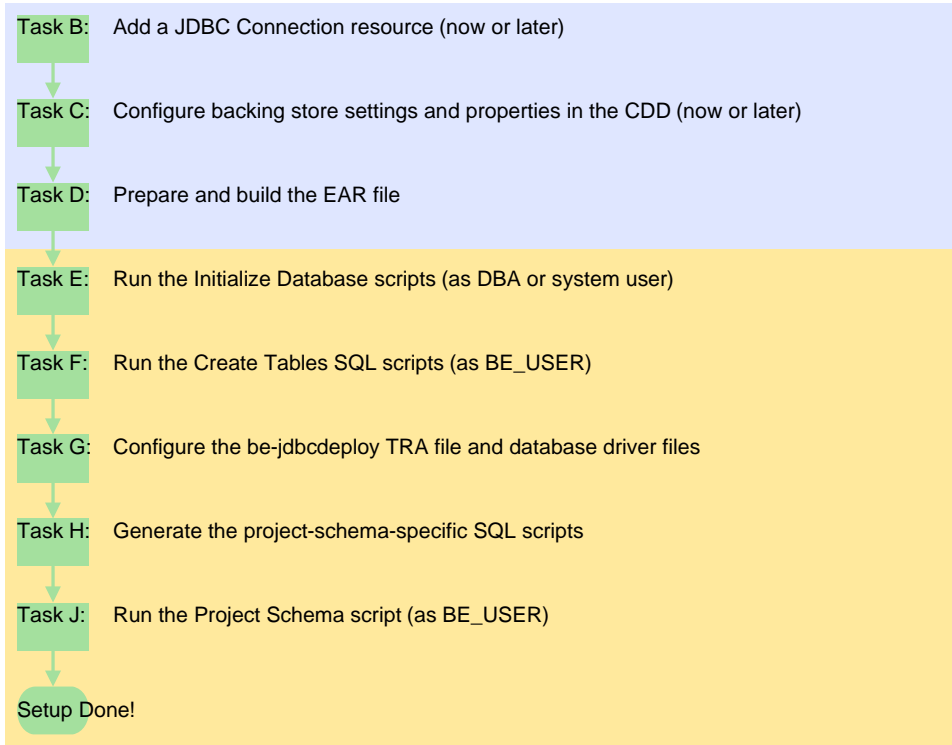 Task B: Add a JDBC Connection resource (now or later)
Task C: Configure backing store settings and properties in the CDD (now or later)
Task D: Prepare and build the EAR file
Task E: Run the Initialize Database scripts (as DBA or system user)
Task F: Run the Create Tables SQL scripts (as BE_USER)
Task G: Configure the be-jdbcdeploy TRA file and database driver files
Task H: Generate the project-schema-specific SQL scripts
Task J: Run the Project Schema script (as BE_USER)
Setup Done!